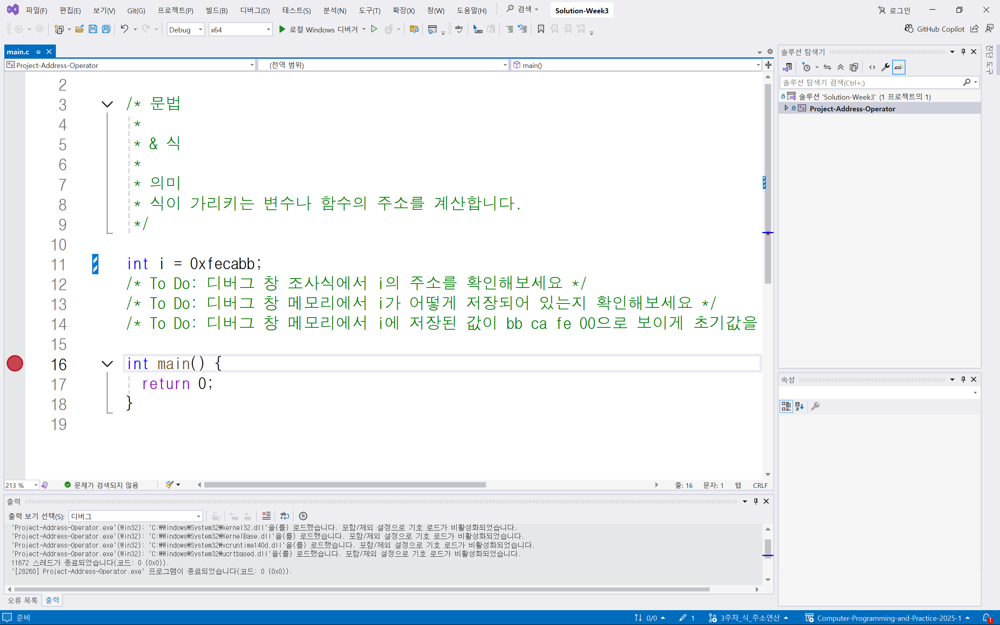 파일(F) 편집(E) 보기(V) Git(G) 프로젝트(P) 빌드(B) 디버그(D) 테스트(S) 분석(N) 도구(T) 확장(X) 창(W) 도움말(H) 검색 Solution-Week3 로그인
Debug x64 로컬 Windows 디버거 GitHub Copilot
main.c
Project-Address-Operator (전역 범위) main()
2
3 /* 문법
4 *
5 * & 식
6 *
7 * 의미
8 * 식이 가리키는 변수나 함수의 주소를 계산합니다.
9 */
10
11 int i = 0xfecabb;
12 /* To Do: 디버그 창 조사식에서 i의 주소를 확인해보세요 */
13 /* To Do: 디버그 창 메모리에서 i가 어떻게 저장되어 있는지 확인해보세요 */
14 /* To Do: 디버그 창 메모리에서 i에 저장된 값이 bb ca fe 00으로 보이게 초기값을
15
16 int main() {
17 return 0;
18 }
19
213 % 문제가 검색되지 않음 줄: 16 문자: 1 탭 CRLF
출력
출력 보기 선택(S): 디버그
'Project-Address-Operator.exe'(Win32): 'C:₩Windows₩System32₩kernel32.dll'을(를) 로드했습니다. 포함/제외 설정으로 기호 로드가 비활성화되었습니다.
'Project-Address-Operator.exe'(Win32): 'C:₩Windows₩System32₩KernelBase.dll'을(를) 로드했습니다. 포함/제외 설정으로 기호 로드가 비활성화되었습니다.
'Project-Address-Operator.exe'(Win32): 'C:₩Windows₩System32₩vcruntime140d.dll'을(를) 로드했습니다. 포함/제외 설정으로 기호 로드가 비활성화되었습니다.
'Project-Address-Operator.exe'(Win32): 'C:₩Windows₩System32₩ucrtbased.dll'을(를) 로드했습니다. 포함/제외 설정으로 기호 로드가 비활성화되었습니다.
11672 스레드가 종료되었습니다(코드: 0 (0x0)).
'[28260] Project-Address-Operator.exe' 프로그램이 종료되었습니다(코드: 0 (0x0)).
오류 목록 출력
솔루션 탐색기
솔루션 탐색기 검색(Ctrl+;)
솔루션 'Solution-Week3' (1 프로젝트의 1)
Project-Address-Operator
속성
진단 도구
준비 0/0 1 3주차_식_주소연산 Computer-Programming-and-Practice-2025-1 1